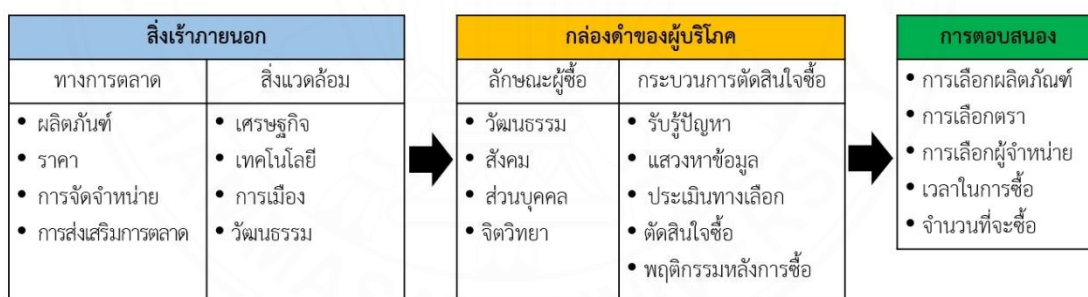 สิ่งเร้าภายนอก
ทางการตลาด
สิ่งแวดล้อม
• ผลิตภันฑ์
• ราคา
• การจัดจำหน่าย
• การส่งเสริมการตลาด
• เศรษฐกิจ
• เทคโนโลยี
• การเมือง
• วัฒนธรรม
กล่องดำของผู้บริโภค
ลักษณะผู้ซื้อ
กระบวนการตัดสินใจซื้อ
• วัฒนธรรม
• สังคม
• ส่วนบุคคล
• จิตวิทยา
• รับรู้ปัญหา
• แสวงหาข้อมูล
• ประเมินทางเลือก
• ตัดสินใจซื้อ
• พฤติกรรมหลังการซื้อ
การตอบสนอง
• การเลือกผลิตภัณฑ์
• การเลือกตรา
• การเลือกผู้จำหน่าย
• เวลาในการซื้อ
• จำนวนที่จะซื้อ